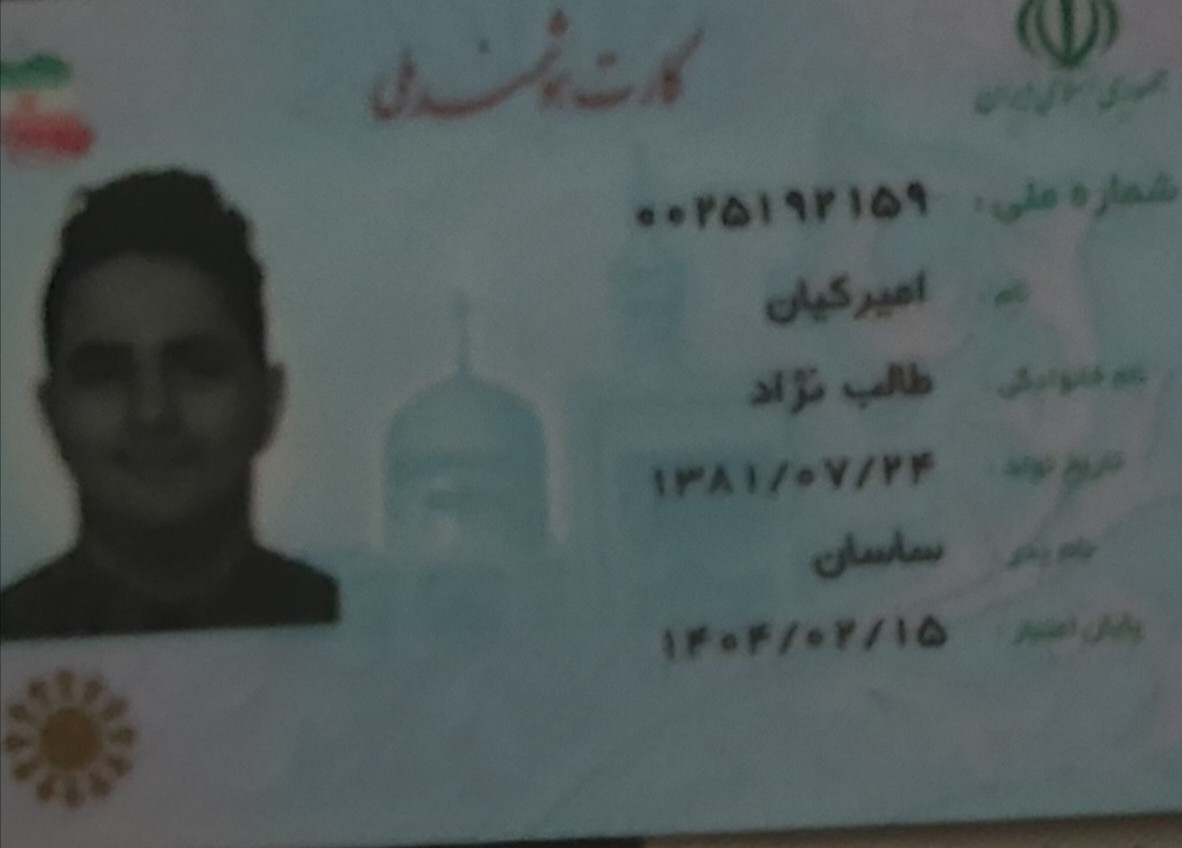 کارت هوشمند ملی
جمهوری اسلامی ایران
شماره ملی: ۰۰۲۵۱۹۲۱۵۹
نام: امیرکیان
نام خانوادگی: طالب نژاد
تاریخ تولد: ۱۳۸۱/۰۷/۲۴
نام پدر: ساسان
پایان اعتبار: ۱۴۰۴/۰۲/۱۵